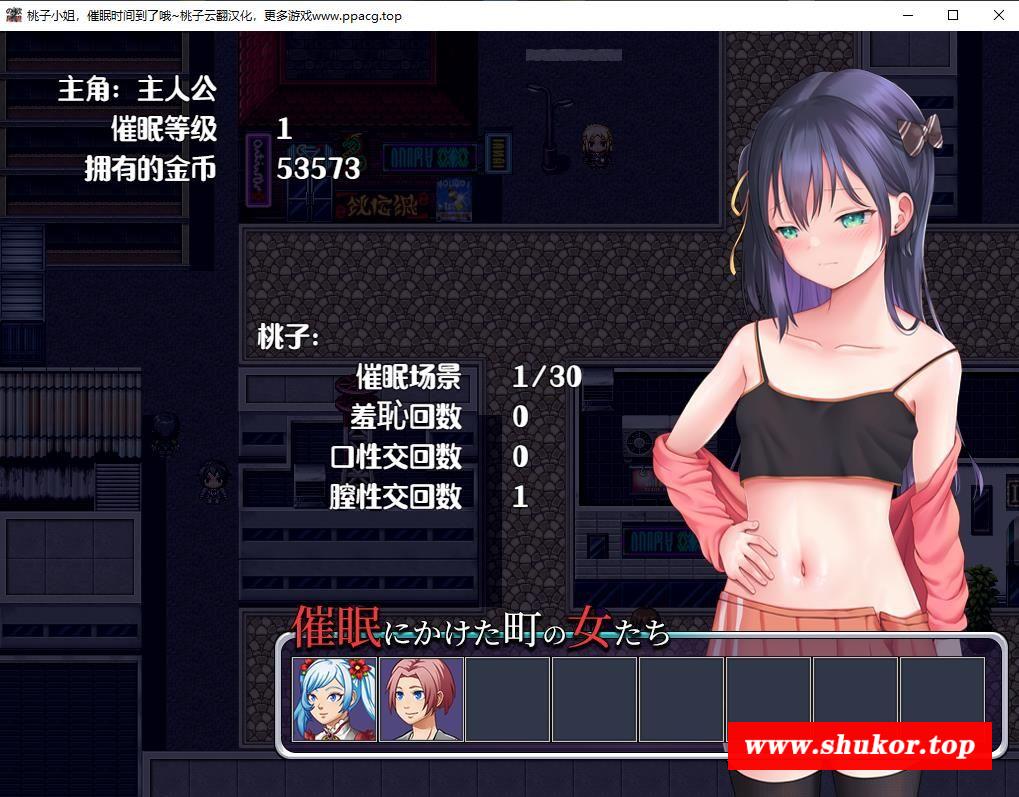 桃子小姐，催眠时间到了哦~桃子云翻汉化，更多游戏www.ppacg.top
主角：主人公
催眠等级 1
拥有的金币 53573
桃子：
催眠场景 1/30
羞恥回数 0
口性交回数 0
膣性交回数 1
催眠にかけた町の女たち
www.shukor.top